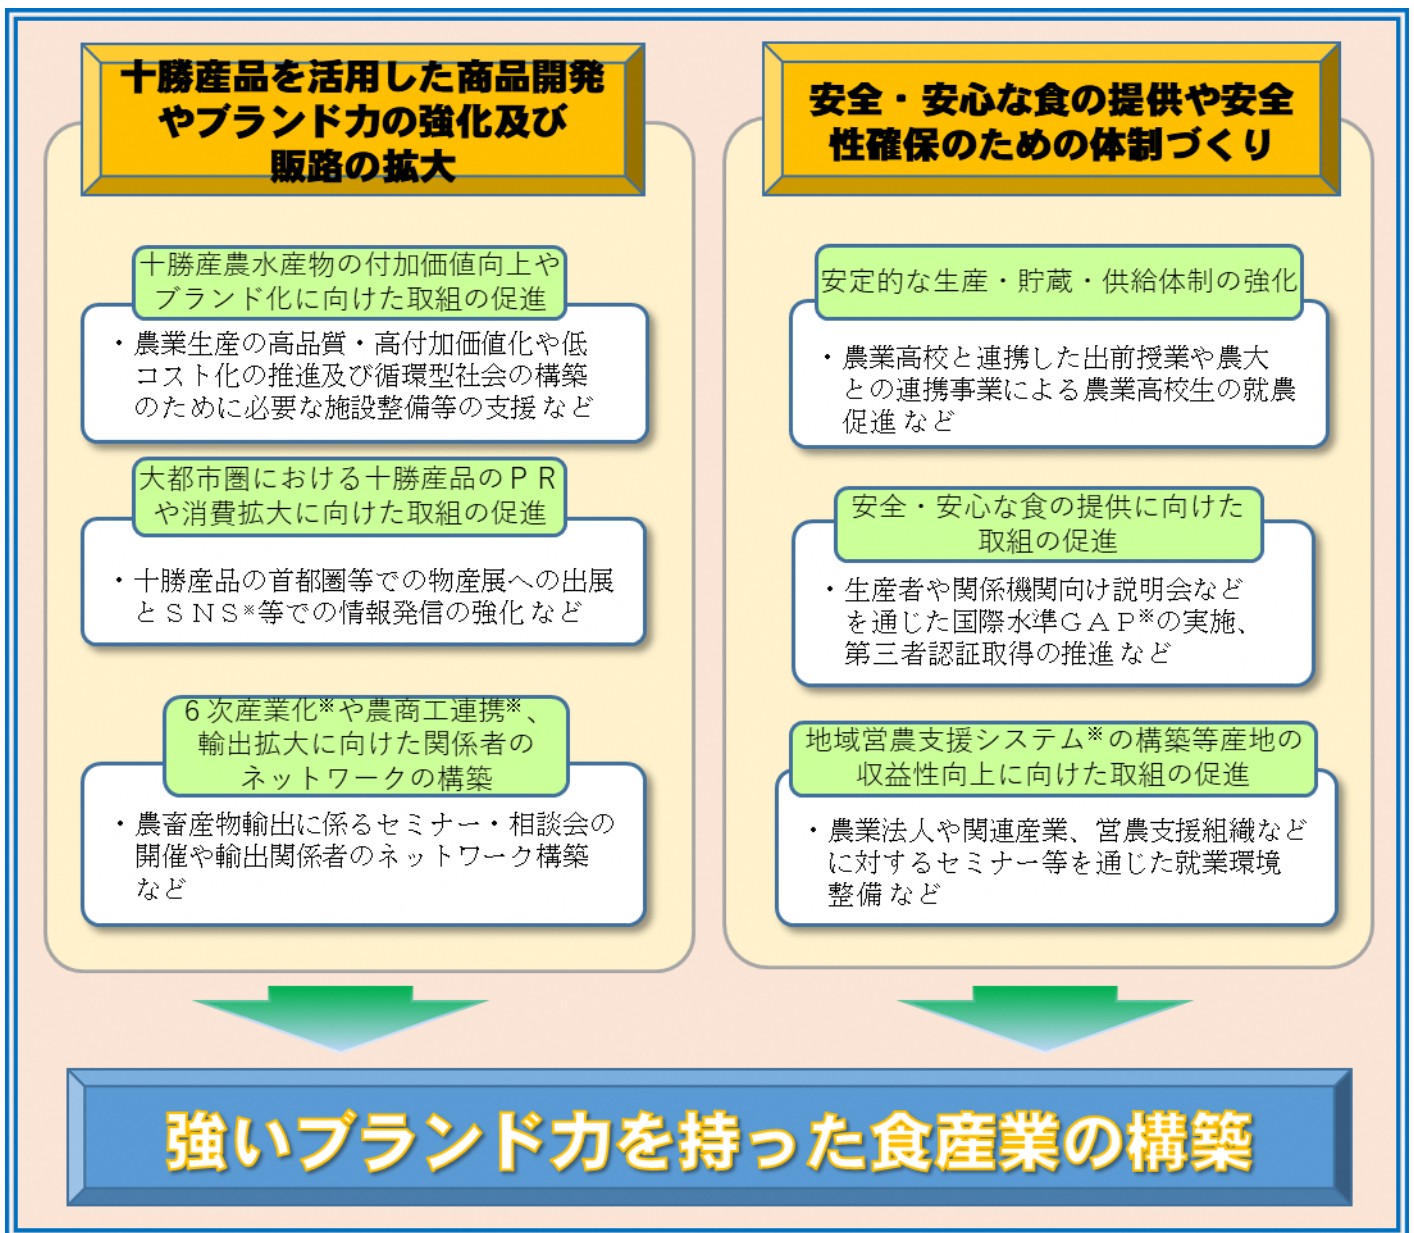 十勝産品を活用した商品開発
やブランド力の強化及び
販路の拡大
十勝産農水産物の付加価値向上や
ブランド化に向けた取組の促進
・農業生産の高品質・高付加価値化や低
コスト化の推進及び循環型社会の構築
のために必要な施設整備等の支援など
大都市圏における十勝産品のＰＲ
や消費拡大に向けた取組の促進
・十勝産品の首都圏等での物産展への出展
とＳＮＳ※等での情報発信の強化など
６次産業化※や農商工連携※、
輸出拡大に向けた関係者の
ネットワークの構築
・農畜産物輸出に係るセミナー・相談会の
開催や輸出関係者のネットワーク構築
など
安全・安心な食の提供や安全
性確保のための体制づくり
安定的な生産・貯蔵・供給体制の強化
・農業高校と連携した出前授業や農大
との連携事業による農業高校生の就農
促進など
安全・安心な食の提供に向けた
取組の促進
・生産者や関係機関向け説明会など
を通じた国際水準ＧＡＰ※の実施、
第三者認証取得の推進など
地域営農支援システム※の構築等産地の
収益性向上に向けた取組の促進
・農業法人や関連産業、営農支援組織など
に対するセミナー等を通じた就業環境
整備など
強いブランド力を持った食産業の構築